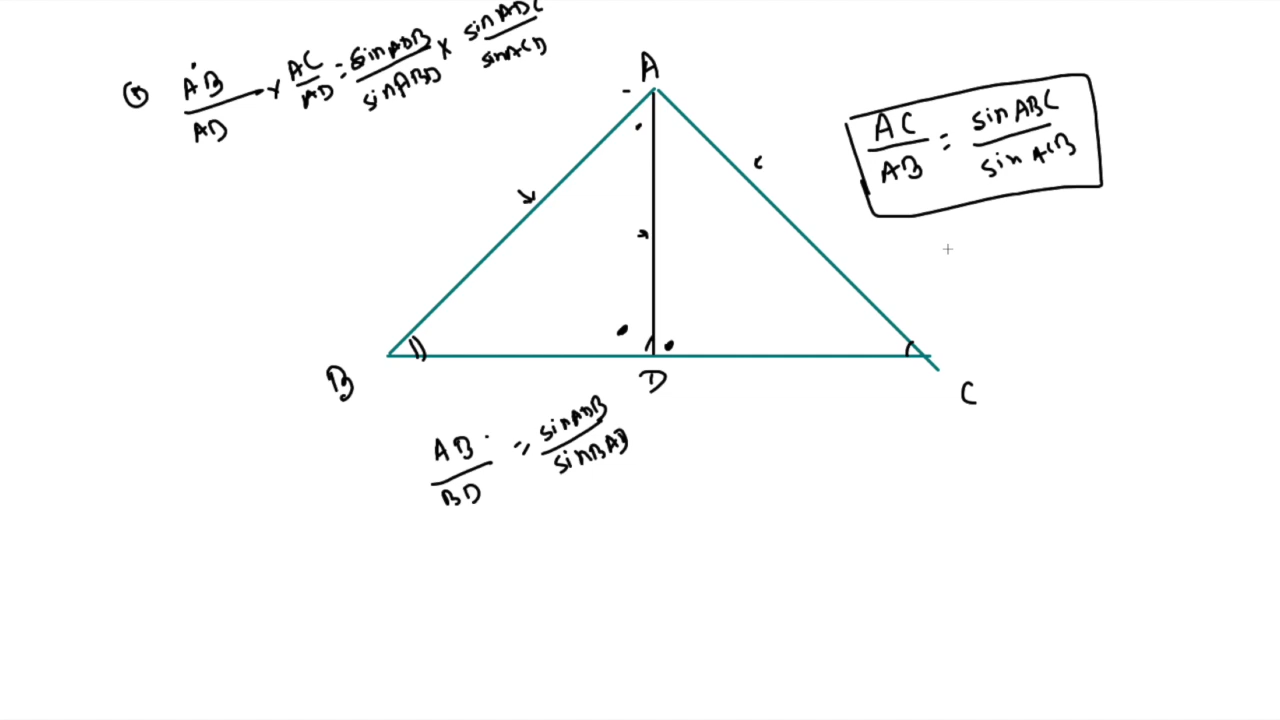 ① AB/AD × AC/AD = sinADB/sinABD × sinADC/sinACD
A
AC/AB = sinABC/sinACB
B
D
C
AB/BD = sinADB/sinBAD